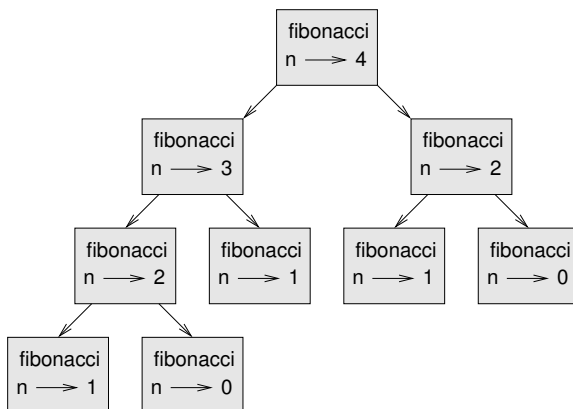 fibonacci
n → 4
fibonacci
n → 3
fibonacci
n → 2
fibonacci
n → 2
fibonacci
n → 1
fibonacci
n → 1
fibonacci
n → 0
fibonacci
n → 1
fibonacci
n → 0